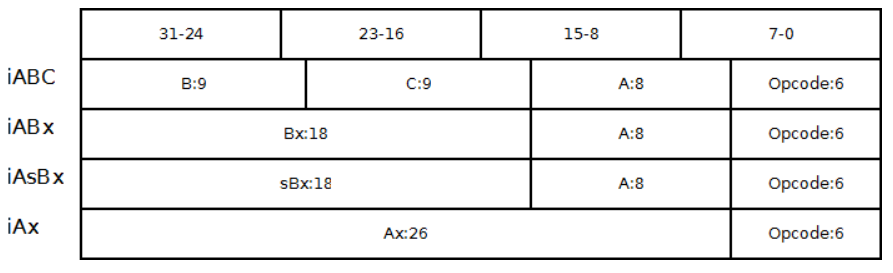 31-24 23-16 15-8 7-0
iABC B:9 C:9 A:8 Opcode:6
iABx Bx:18 A:8 Opcode:6
iAsBx sBx:18 A:8 Opcode:6
iAx Ax:26 Opcode:6